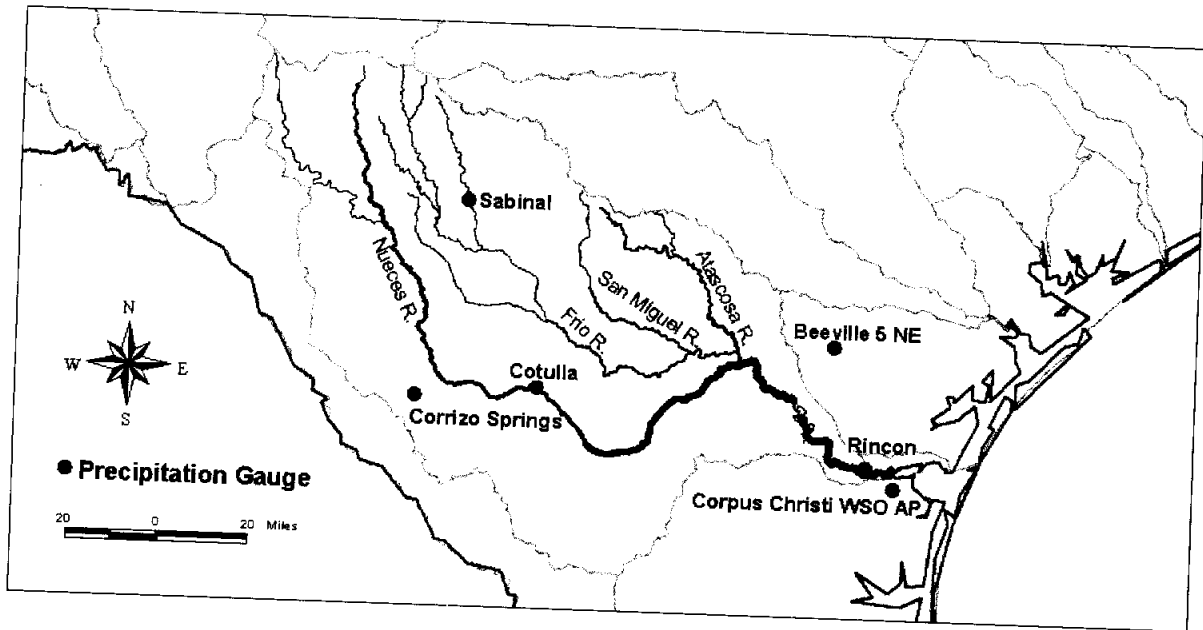 Sabinal
Nueces R.
Atascosa R.
San Miguel R.
Frio R.
Beeville 5 NE
N
W E
S
Cotulla
Corrizo Springs
Rincon
Precipitation Gauge
Corpus Christi WSO AP
20 0 20 Miles